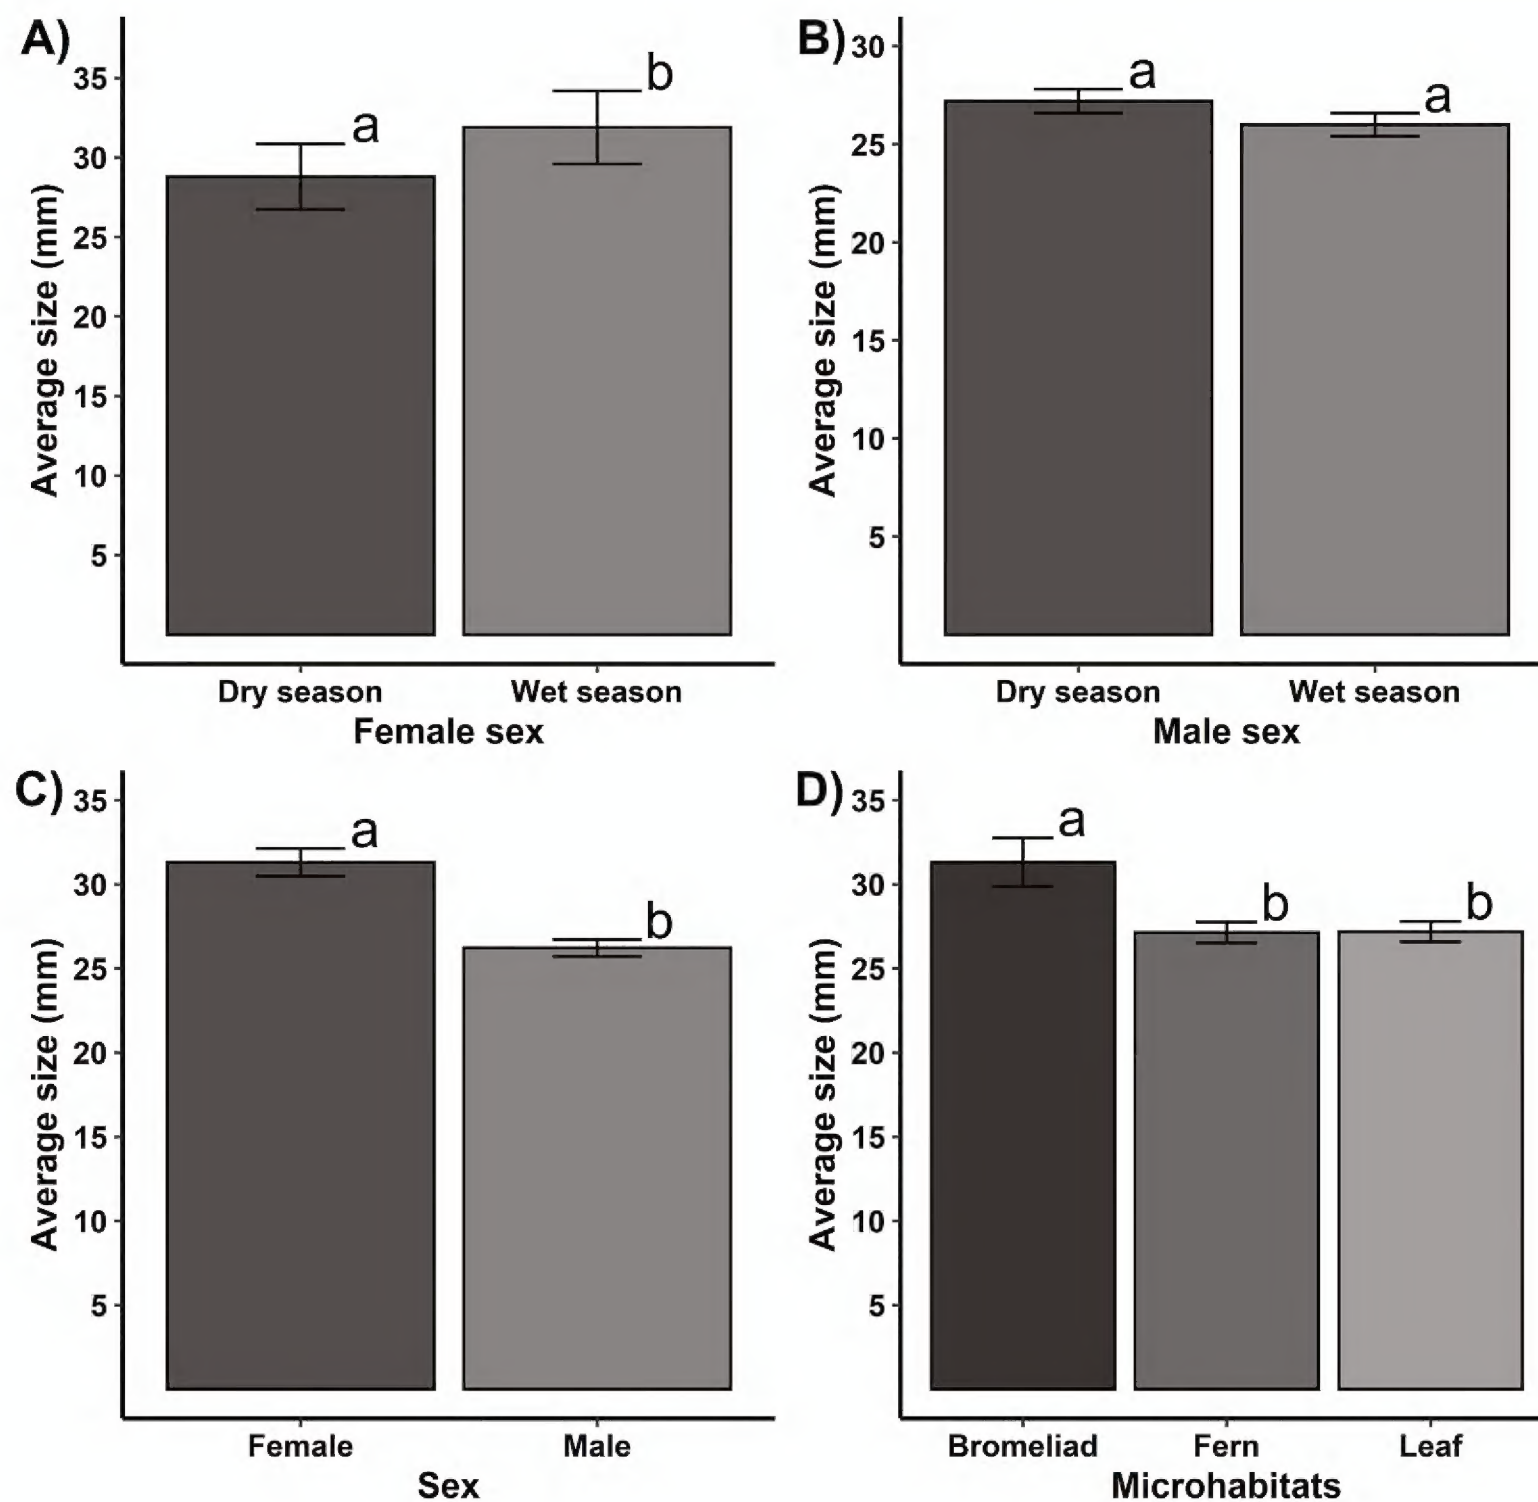 A)
35
30
25
20
15
10
5
Average size (mm)
a
b
Dry season Wet season
Female sex
B)
30
25
20
15
10
5
Average size (mm)
a
a
Dry season Wet season
Male sex
C)
35
30
25
20
15
10
5
Average size (mm)
a
b
Female Male
Sex
D)
35
30
25
20
15
10
5
Average size (mm)
a
b
b
Bromeliad Fern Leaf
Microhabitats